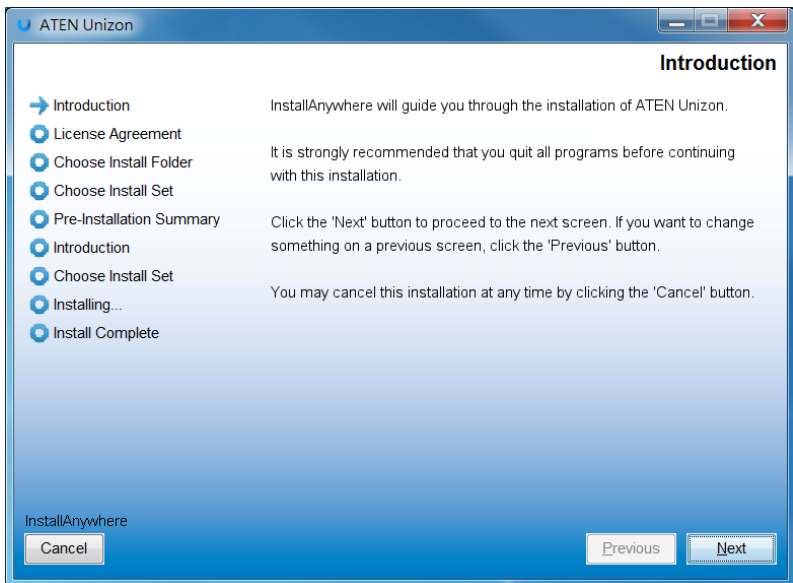 ATEN Unizon
Introduction
Introduction
License Agreement
Choose Install Folder
Choose Install Set
Pre-Installation Summary
Introduction
Choose Install Set
Installing...
Install Complete
InstallAnywhere will guide you through the installation of ATEN Unizon.
It is strongly recommended that you quit all programs before continuing
with this installation.
Click the 'Next' button to proceed to the next screen. If you want to change
something on a previous screen, click the 'Previous' button.
You may cancel this installation at any time by clicking the 'Cancel' button.
InstallAnywhere
Cancel
Previous
Next